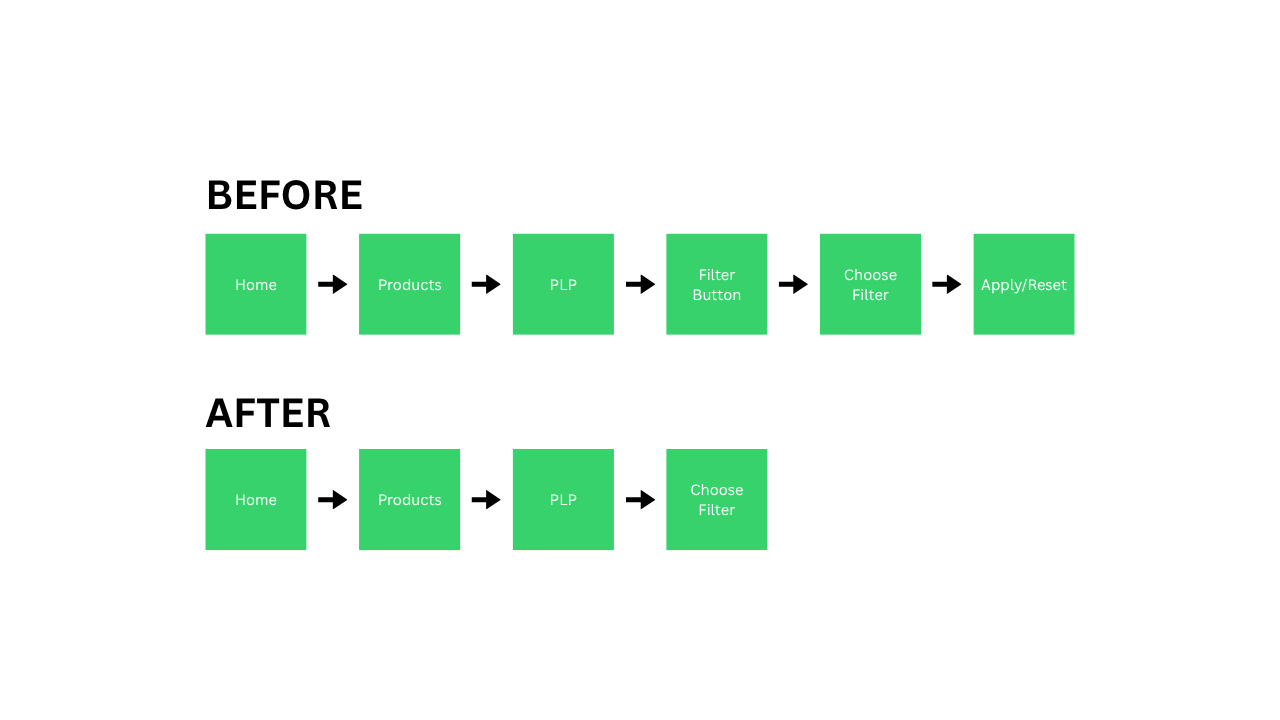 BEFORE
Home
Products
PLP
Filter
Button
Choose
Filter
Apply/Reset
AFTER
Home
Products
PLP
Choose
Filter